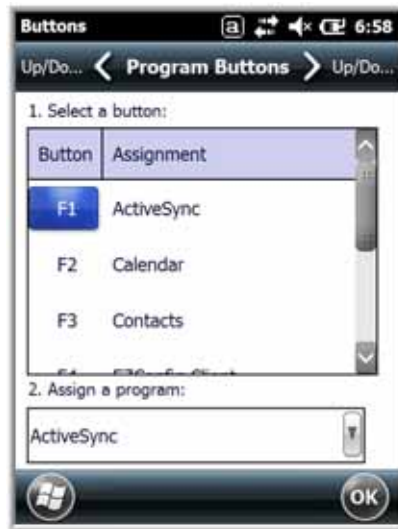 Buttons a 6:58
Up/Do... Program Buttons Up/Do...
1. Select a button:
Button Assignment
F1 ActiveSync
F2 Calendar
F3 Contacts
2. Assign a program:
ActiveSync
OK